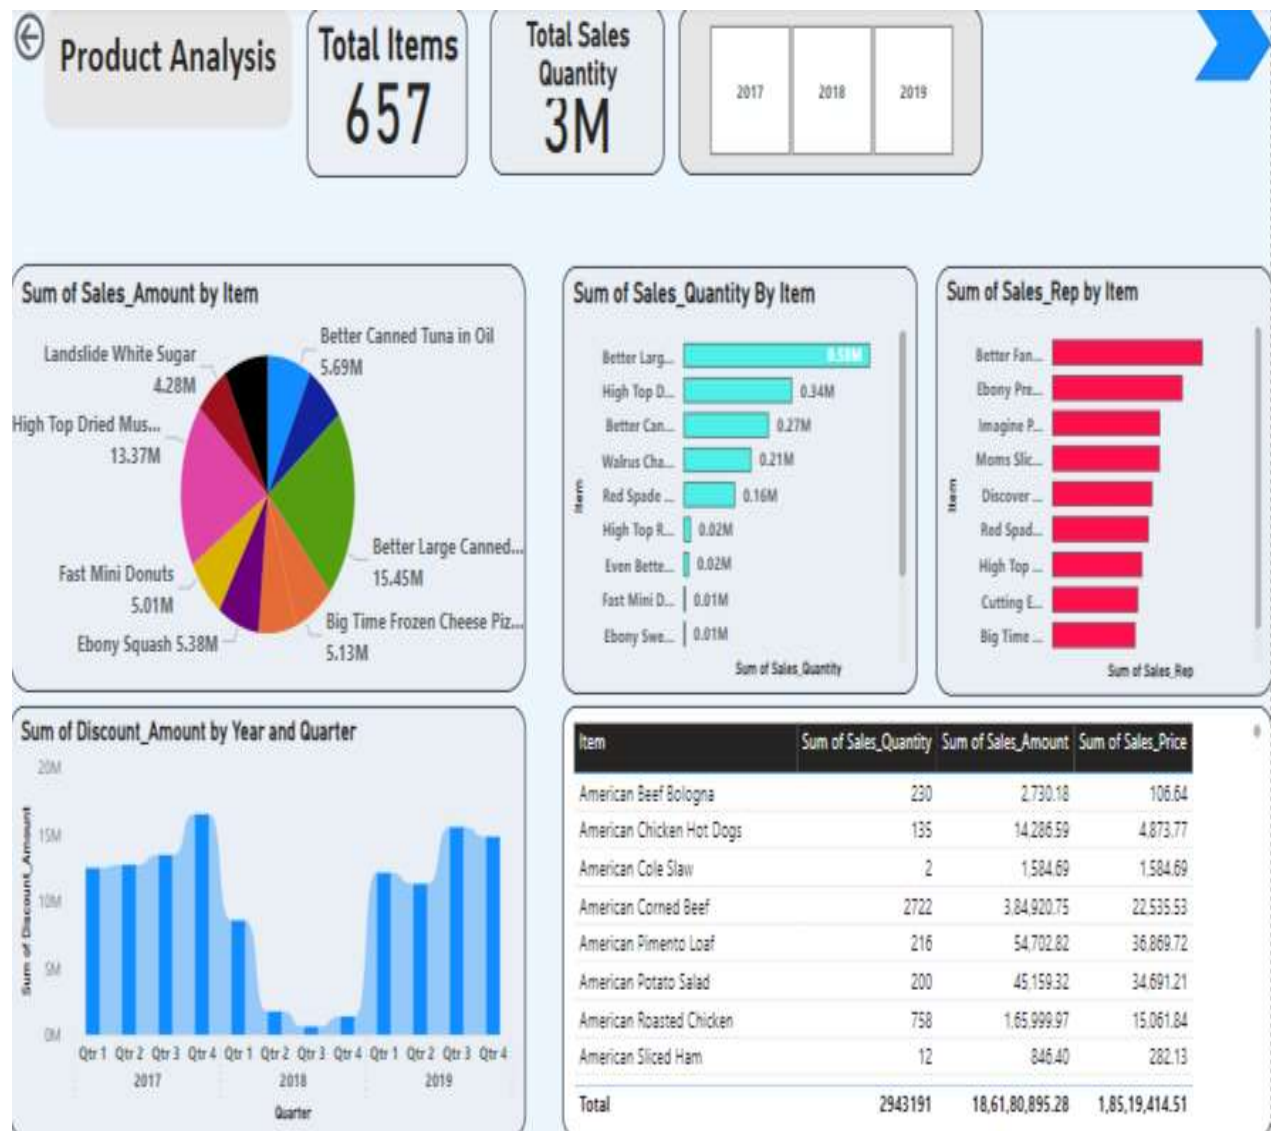 Product Analysis
Total Items
657
Total Sales
Quantity
3M
2017 2018 2019
Sum of Sales_Amount by Item
Better Canned Tuna in Oil
5.69M
Landslide White Sugar
4.28M
High Top Dried Mus...
13.37M
Better Large Canned...
15.45M
Fast Mini Donuts
5.01M
Big Time Frozen Cheese Piz...
5.13M
Ebony Squash 5.38M
Sum of Sales_Quantity By Item
Item
Better Larg... 0.58M
High Top D... 0.34M
Better Can... 0.27M
Walrus Cha... 0.21M
Red Spade ... 0.16M
High Top R... 0.02M
Even Bette... 0.02M
Fast Mini D... 0.01M
Ebony Swe... 0.01M
Sum of Sales_Quantity
Sum of Sales_Rep by Item
Item
Better Fan...
Ebony Pre...
Imagine P...
Moms Slic...
Discover ...
Red Spad...
High Top ...
Cutting E...
Big Time ...
Sum of Sales_Rep
Sum of Discount_Amount by Year and Quarter
Sum of Discount_Amount
20M
15M
10M
5M
0M
Qtr 1 Qtr 2 Qtr 3 Qtr 4 Qtr 1 Qtr 2 Qtr 3 Qtr 4 Qtr 1 Qtr 2 Qtr 3 Qtr 4
2017 2018 2019
Quarter
Item Sum of Sales_Quantity Sum of Sales_Amount Sum of Sales_Price
American Beef Bologna 230 2,730.18 106.64
American Chicken Hot Dogs 135 14,286.59 4,873.77
American Cole Slaw 2 1,584.69 1,584.69
American Corned Beef 2722 3,84,920.75 22,535.53
American Pimento Loaf 216 54,702.82 36,869.72
American Potato Salad 200 45,159.32 34,691.21
American Roasted Chicken 758 1,65,999.97 15,061.84
American Sliced Ham 12 846.40 282.13
Total 2943191 18,61,80,895.28 1,85,19,414.51